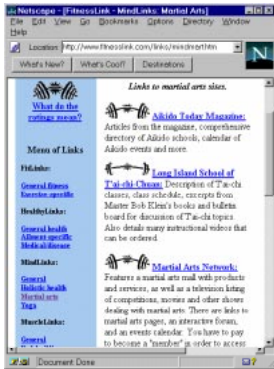 Netscape - [FitnessLink - MindLinks: Martial Arts]
File Edit View Go Bookmarks Options Directory Window
Help
Location: http://www.fitnesslink.com/links/mindmart.htm
N
What's New? What's Cool? Destinations
What do the
ratings mean?
Menu of Links
FitLinks:
General fitness
Exercise specific
HealthyLinks:
General health
Ailment specific
Medical/disease
MindLinks:
General
Holistic health
Martial arts
Yoga
MuscleLinks:
General
Links to martial arts sites.
Aikido Today Magazine:
Articles from the magazine, comprehensive
directory of Aikido schools, calendar of
Aikido events and more.
Long Island School of
T'ai-chi-Chuan: Description of T'ai-chi
classes, class schedule, excerpts from
Master Bob Klein's books and bulletin
board for discussion of T'ai-chi topics.
Also details many instructional videos that
can be ordered.
Martial Arts Network:
Features a martial arts mall with products
and services, as well as a television listing
of competitions, movies and other shows
dealing with martial arts. There are links to
martial arts pages, an interactive forum,
and an events calendar. You have to pay
to become a "member" in order to access
Document: Done